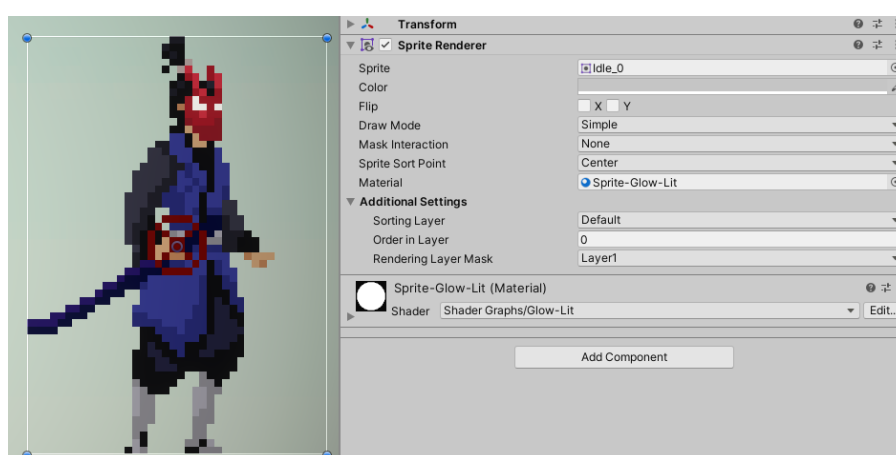 Transform
Sprite Renderer
Sprite Idle_0
Color
Flip X Y
Draw Mode Simple
Mask Interaction None
Sprite Sort Point Center
Material Sprite-Glow-Lit
Additional Settings
Sorting Layer Default
Order in Layer 0
Rendering Layer Mask Layer1
Sprite-Glow-Lit (Material)
Shader Shader Graphs/Glow-Lit Edit...
Add Component